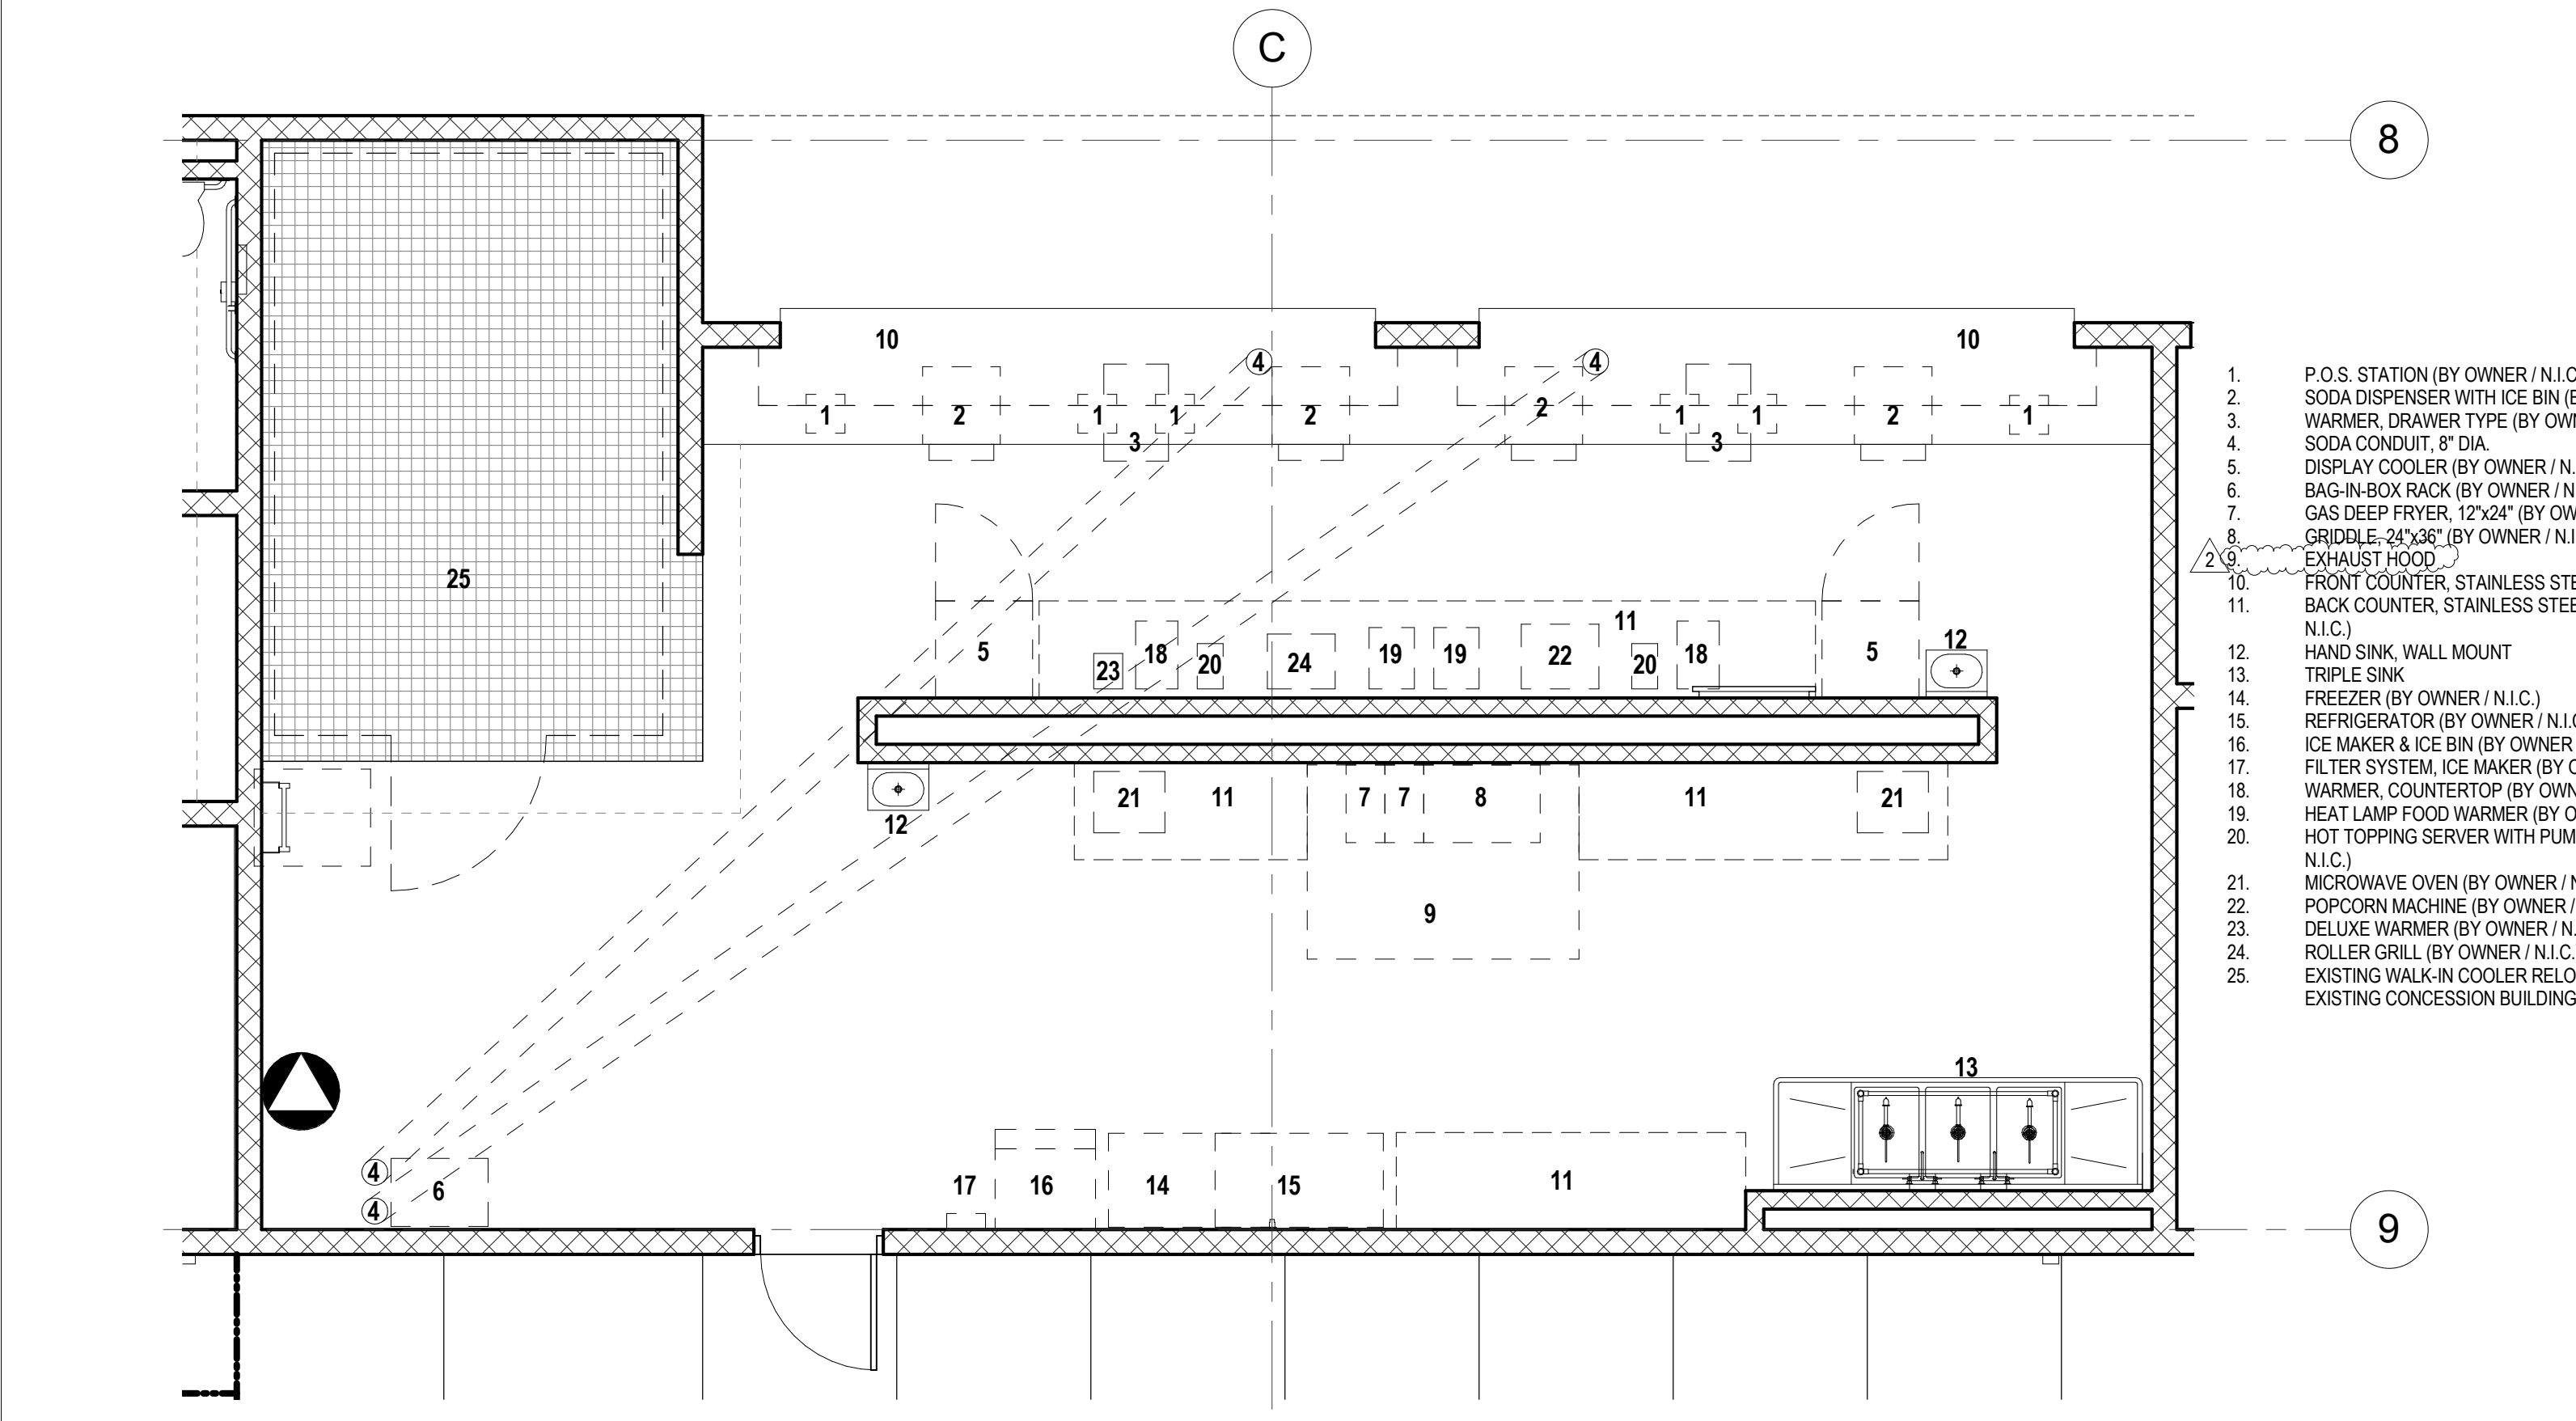 C
8
10
10
4
4
1
2
1
1
2
2
1
1
2
1
3
3
25
5
23
18
20
24
19
19
22
11
20
18
5
12
12
21
11
7
7
8
11
21
9
13
4
4
6
17
16
14
15
11
9
1. P.O.S. STATION (BY OWNER / N.I.C
2. SODA DISPENSER WITH ICE BIN
3. WARMER, DRAWER TYPE (BY
4. SODA CONDUIT, 8" DIA.
5. DISPLAY COOLER (BY OWNER / N.
6. BAG-IN-BOX RACK (BY OWNER / N
7. GAS DEEP FRYER, 12"x24" (BY
8. GRIDDLE, 24"x36" (BY OWNER / N.I
2
9. EXHAUST HOOD
10. FRONT COUNTER, STAINLESS
11. BACK COUNTER, STAINLESS
N.I.C.)
12. HAND SINK, WALL MOUNT
13. TRIPLE SINK
14. FREEZER (BY OWNER / N.I.C.)
15. REFRIGERATOR (BY OWNER / N.I.
16. ICE MAKER & ICE BIN (BY OWNER
17. FILTER SYSTEM, ICE MAKER (BY
18. WARMER, COUNTERTOP (BY
19. HEAT LAMP FOOD WARMER (BY
20. HOT TOPPING SERVER WITH
N.I.C.)
21. MICROWAVE OVEN (BY OWNER /
22. POPCORN MACHINE (BY OWNER /
23. DELUXE WARMER (BY OWNER / N.
24. ROLLER GRILL (BY OWNER / N.I.C.
25. EXISTING WALK-IN COOLER
EXISTING CONCESSION BUILDING